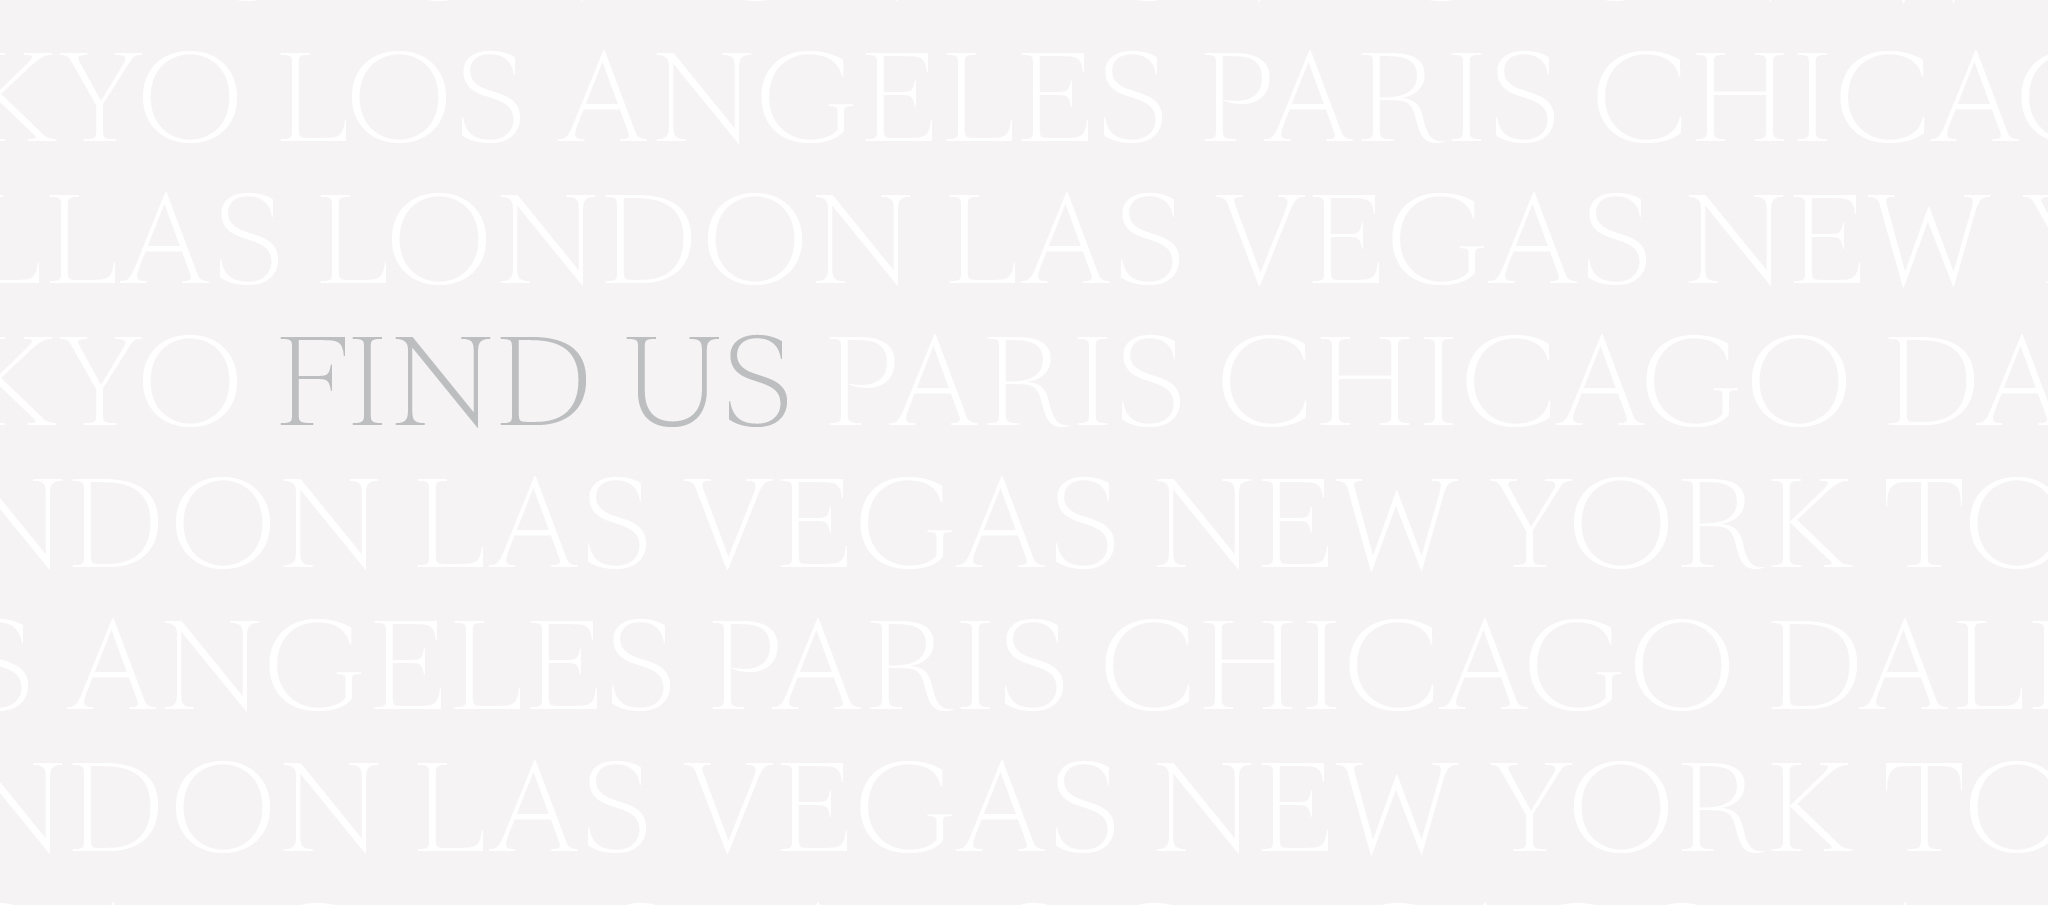 KYO LOS ANGELES PARIS CHICAG
LLAS LONDON LAS VEGAS NEW Y
KYO FIND US PARIS CHICAGO DA
NDON LAS VEGAS NEW YORK TO
S ANGELES PARIS CHICAGO DALL
NDON LAS VEGAS NEW YORK TO